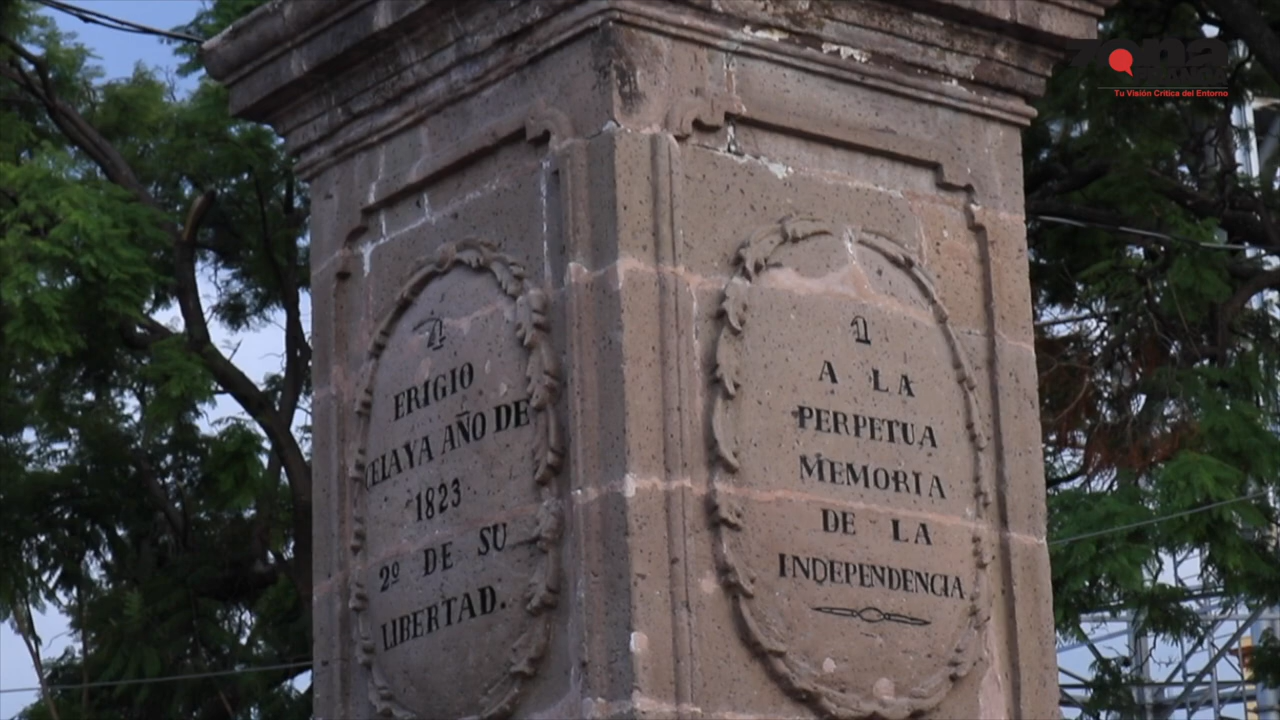 4
ERIGIO
CELAYA AÑO DE
1823
2º DE SU
LIBERTAD.
1
A LA
PERPETUA
MEMORIA
DE LA
INDEPENDENCIA
Tu Visión Crítica del Entorno